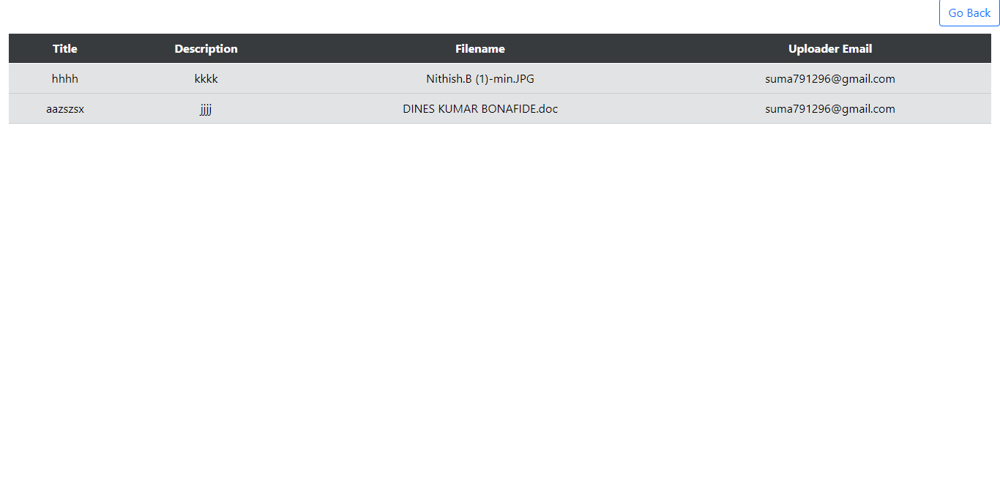 Go Back
Title Description Filename Uploader Email
hhhh kkkk Nithish.B (1)-min.JPG suma791296@gmail.com
aazszsx jjjj DINES KUMAR BONAFIDE.doc suma791296@gmail.com